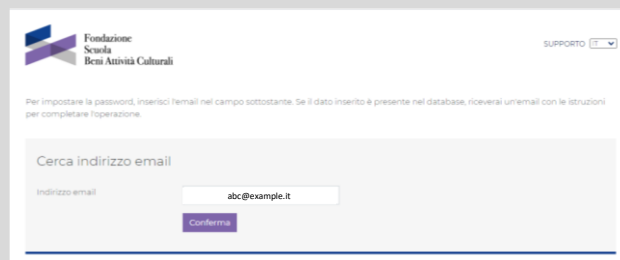 Fondazione
Scuola
Beni Attività Culturali
SUPPORTO IT
Per impostare la password, inserisci l'email nel campo sottostante. Se il dato inserito è presente nel database, riceverai un'email con le istruzioni
per completare l'operazione.
Cerca indirizzo email
Indirizzo email
abc@example.it
Conferma